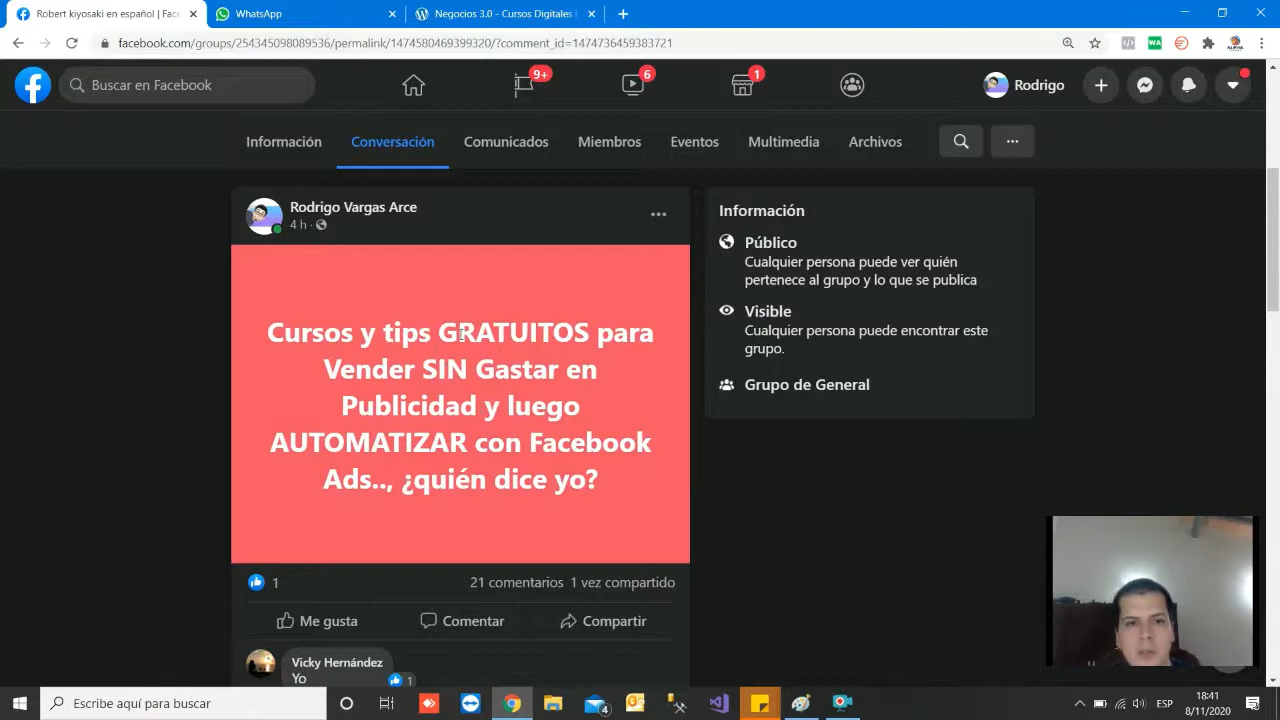 Robert kiyosaki en español | Face
WhatsApp
Negocios 3.0 – Cursos Digitales
facebook.com/groups/254345098089536/permalink/1474580469399320/?comment_id=1474736459383721
WA
Buscar en Facebook
9+
6
1
Rodrigo
Información
Conversación
Comunicados
Miembros
Eventos
Multimedia
Archivos
Rodrigo Vargas Arce
4 h ·
Cursos y tips GRATUITOS para
Vender SIN Gastar en
Publicidad y luego
AUTOMATIZAR con Facebook
Ads.., ¿quién dice yo?
1
21 comentarios 1 vez compartido
Me gusta
Comentar
Compartir
Vicky Hernández
Yo
1
Información
Público
Cualquier persona puede ver quién
pertenece al grupo y lo que se publica
Visible
Cualquier persona puede encontrar este
grupo.
Grupo de General
Escribe aquí para buscar
4
ESP
18:41
8/11/2020